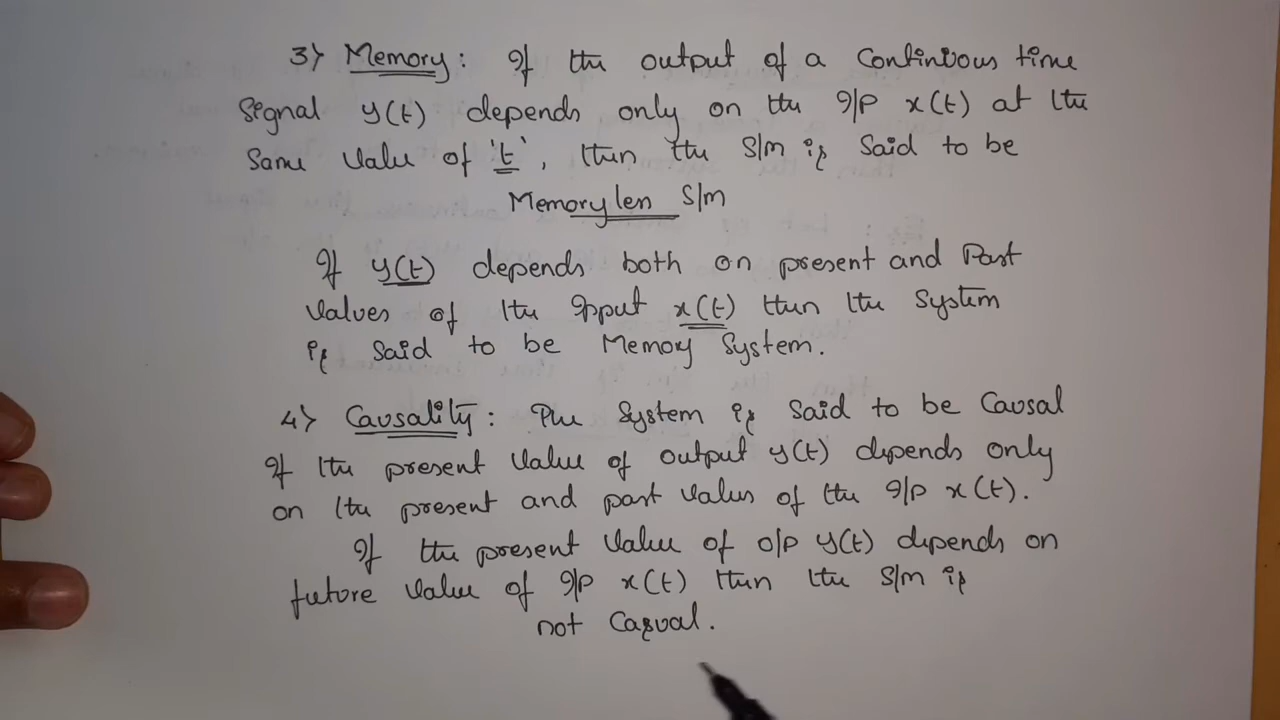 3) Memory: If the output of a Continuous time
Signal y(t) depends only on the I/P x(t) at the
Same Value of 't', then the S/m is Said to be
Memoryless S/m
If y(t) depends both on present and Past
Values of the Input x(t) then the System
is Said to be Memoy System.
4) Causality: The System is Said to be Causal
If the present Value of output y(t) depends only
on the present and past Values of the I/P x(t).
If the present Value of O/P y(t) depends on
future Value of I/P x(t) then the S/m is
not Casual.